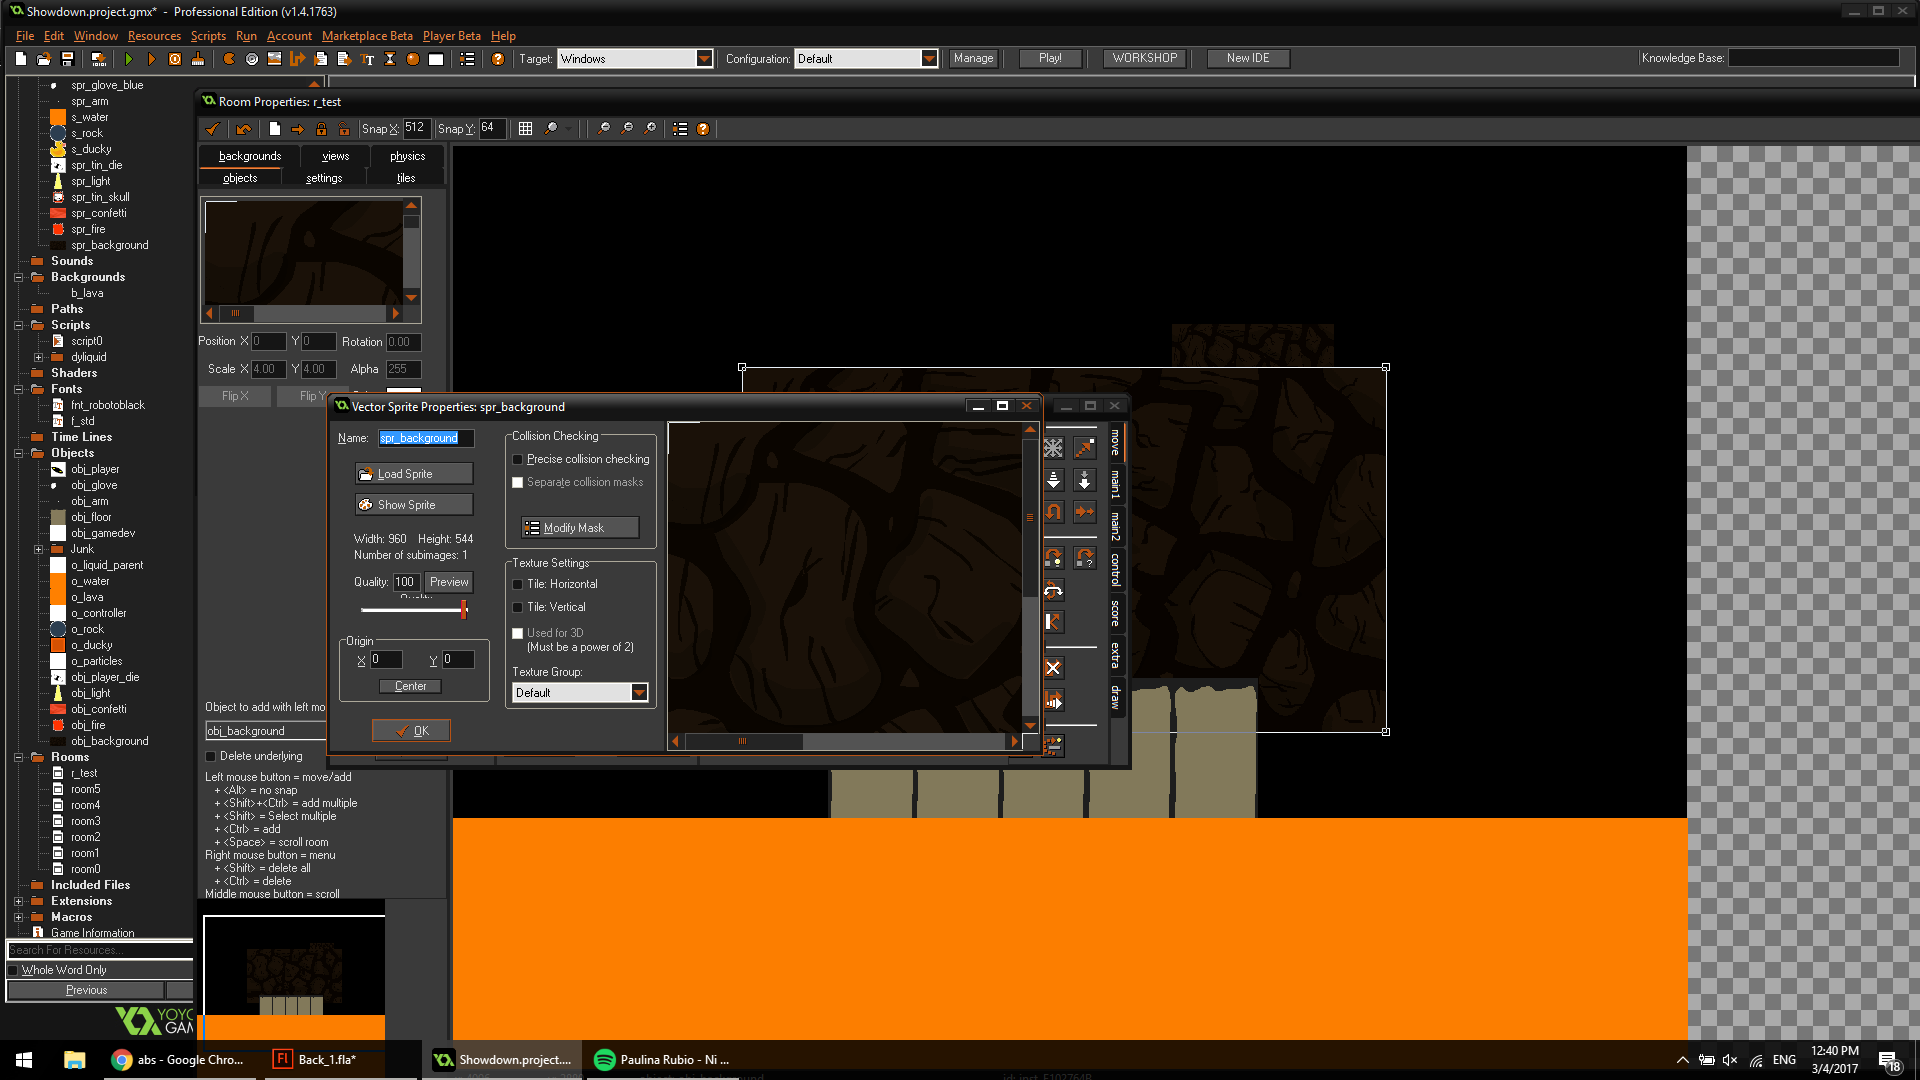 Showdown.project.gmx* - Professional Edition (v1.4.1763)
File Edit Window Resources Scripts Run Account Marketplace Beta Player Beta Help
Target: Windows Configuration: Default Manage Play! WORKSHOP New IDE Knowledge Base:
spr_glove_blue
spr_arm
s_water
s_rock
s_ducky
spr_tin_die
spr_light
spr_tin_skull
spr_confetti
spr_fire
spr_background
Sounds
Backgrounds
b_lava
Paths
Scripts
script0
dyliquid
Shaders
Fonts
fnt_robotoblack
f_std
Time Lines
Objects
obj_player
obj_glove
obj_arm
obj_floor
obj_gamedev
Junk
o_liquid_parent
o_water
o_lava
o_controller
o_rock
o_ducky
o_particles
obj_player_die
obj_light
obj_confetti
obj_fire
obj_background
Rooms
r_test
room5
room4
room3
room2
room1
room0
Included Files
Extensions
Macros
Game Information
Search For Resources...
Whole Word Only
Previous
YOYO
GAM
Room Properties: r_test
Snap X: 512 Snap Y: 64
backgrounds views physics
objects settings tiles
Position X 0 Y 0 Rotation 0.00
Scale X 4.00 Y 4.00 Alpha 255
Flip X Flip Y
Object to add with left mo
obj_background
Delete underlying
Left mouse button = move/add
+ <Alt> = no snap
+ <Shift>+<Ctrl> = add multiple
+ <Shift> = Select multiple
+ <Ctrl> = add
+ <Space> = scroll room
Right mouse button = menu
+ <Shift> = delete all
+ <Ctrl> = delete
Middle mouse button = scroll
Vector Sprite Properties: spr_background
Name: spr_background
Load Sprite
Show Sprite
Width: 960 Height: 544
Number of subimages: 1
Quality: 100 Preview
Origin
X 0 Y 0
Center
OK
Collision Checking
Precise collision checking
Separate collision masks
Modify Mask
Texture Settings
Tile: Horizontal
Tile: Vertical
Used for 3D
(Must be a power of 2)
Texture Group:
Default
move
main1
main2
control
score
extra
draw
abs - Google Chro...
Back_1.fla*
Showdown.project....
Paulina Rubio - Ni ...
ENG
12:40 PM
3/4/2017
18